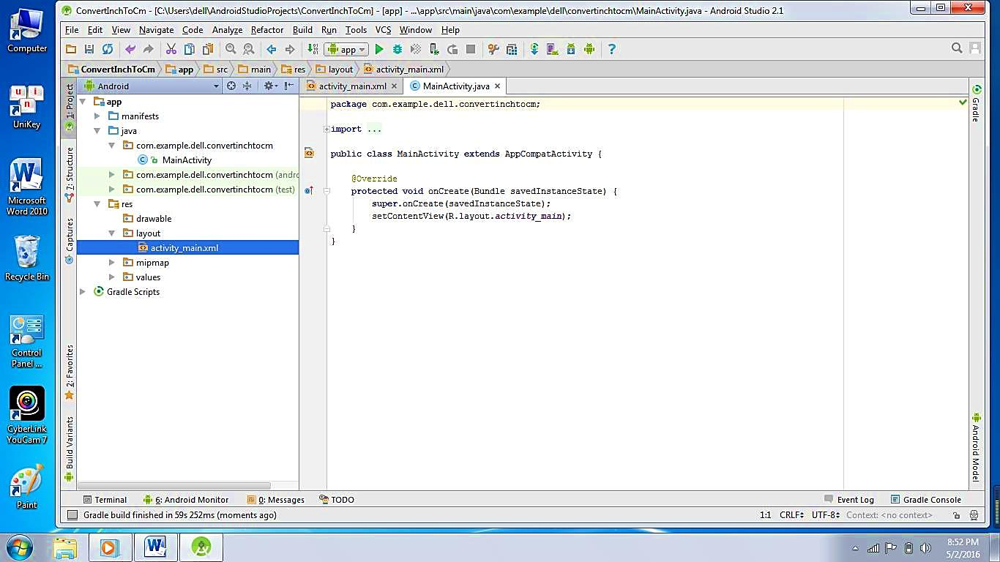 ConvertInchToCm - [C:\Users\dell\AndroidStudioProjects\ConvertInchToCm] - [app] - ...\app\src\main\java\com\example\dell\convertinchtocm\MainActivity.java - Android Studio 2.1
File Edit View Navigate Code Analyze Refactor Build Run Tools VCS Window Help
app
ConvertInchToCm app src main res layout activity_main.xml
Android
activity_main.xml
MainActivity.java
1: Project
7: Structure
Captures
2: Favorites
Build Variants
app
manifests
java
com.example.dell.convertinchtocm
MainActivity
com.example.dell.convertinchtocm (andro
com.example.dell.convertinchtocm (test)
res
drawable
layout
activity_main.xml
mipmap
values
Gradle Scripts
package com.example.dell.convertinchtocm;
import ...
public class MainActivity extends AppCompatActivity {
@Override
protected void onCreate(Bundle savedInstanceState) {
super.onCreate(savedInstanceState);
setContentView(R.layout.activity_main);
}
}
Gradle
Android Model
Terminal 6: Android Monitor 0: Messages TODO Event Log Gradle Console
Gradle build finished in 59s 252ms (moments ago) 1:1 CRLF UTF-8 Context: <no context>
Computer
UniKey
Microsoft
Word 2010
Recycle Bin
Control
Panel ...
CyberLink
YouCam 7
Paint
8:52 PM
5/2/2016